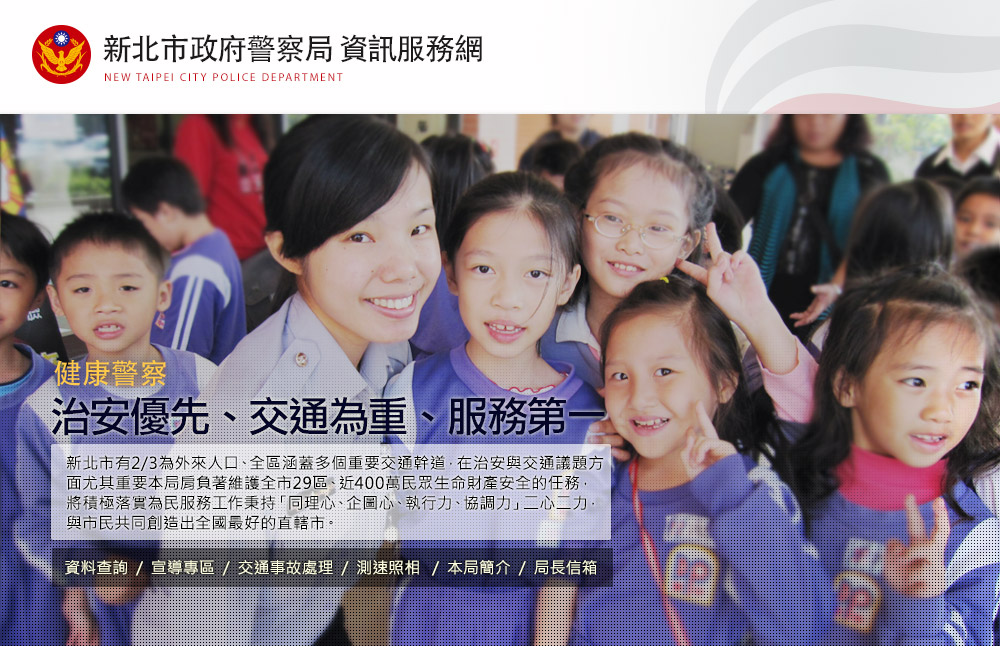 新北市政府警察局 資訊服務網
NEW TAIPEI CITY POLICE DEPARTMENT
健康警察
治安優先、交通為重、服務第一
新北市有2/3為外來人口、全區涵蓋多個重要交通幹道，在治安與交通議題方
面尤其重要本局肩負著維護全市29區、近400萬民眾生命財產安全的任務，
將積極落實為民服務工作秉持「同理心、企圖心、執行力、協調力」二心二力，
與市民共同創造出全國最好的直轄市。
資料查詢 / 宣導專區 / 交通事故處理 / 測速照相 / 本局簡介 / 局長信箱